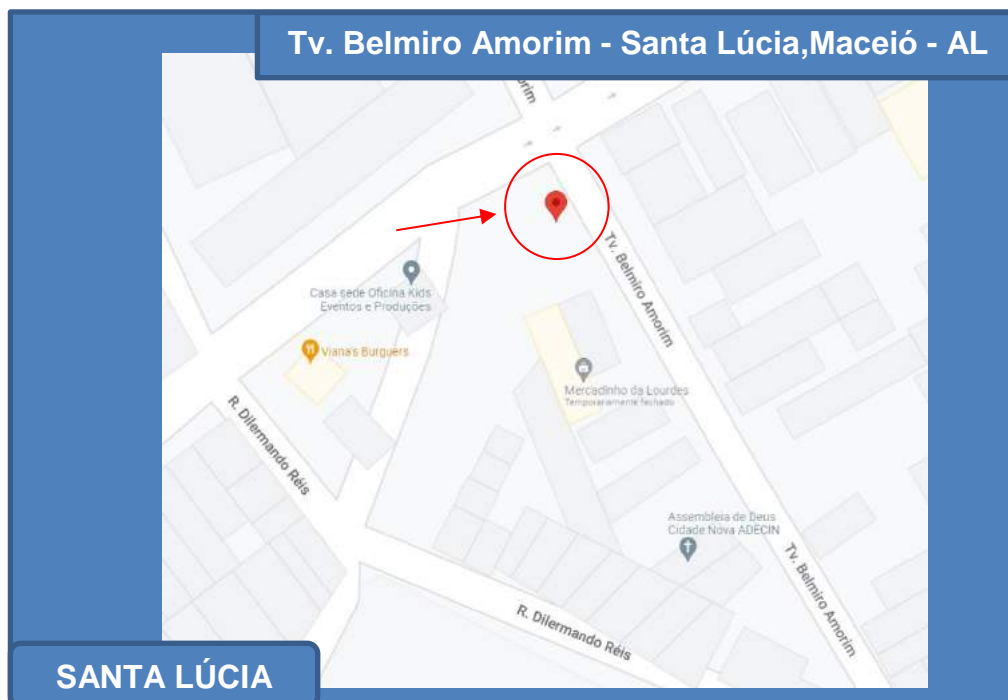 Tv. Belmiro Amorim - Santa Lúcia,Maceió - AL
Tv. Belmiro Amorim
Casa sede Oficina Kids
Eventos e Produções
Viana's Burguers
Mercadinho da Lourdes
Temporariamente fechado
R. Dilermando Réis
Assembleia de Deus
Cidade Nova ADECIN
Tv. Belmiro Amorim
R. Dilermando Réis
SANTA LÚCIA